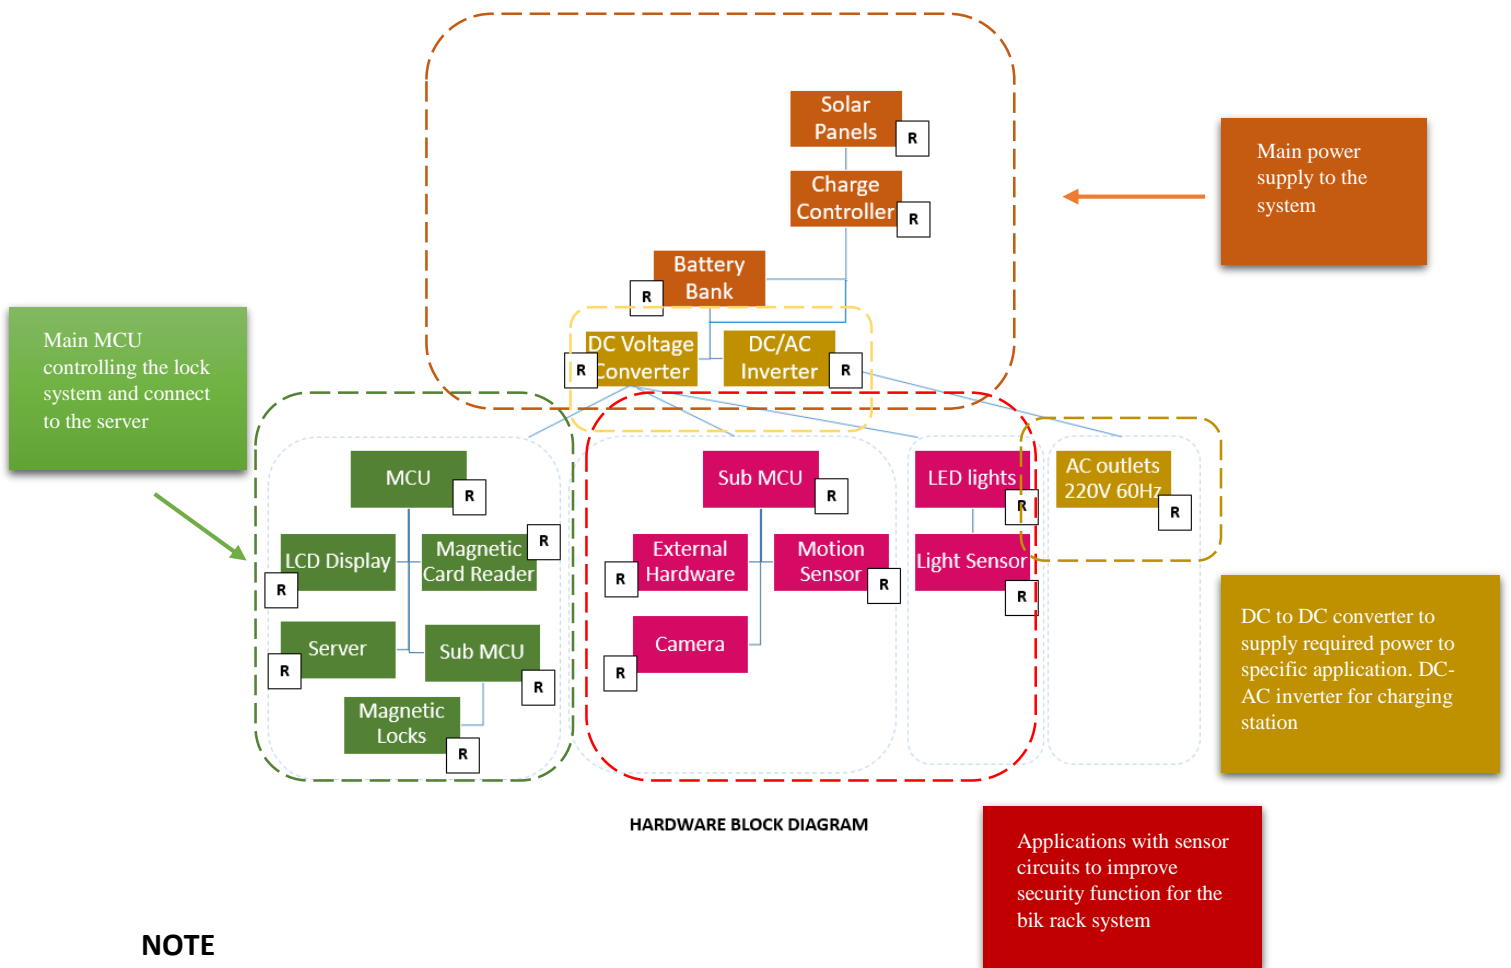 Solar
Panels
R
Charge
Controller
R
Battery
Bank
R
DC Voltage
Converter
R
DC/AC
Inverter
R
Main power
supply to the
system
Main MCU
controlling the lock
system and connect
to the server
MCU
R
LCD Display
R
Magnetic
Card Reader
R
Server
R
Sub MCU
R
Magnetic
Locks
R
Sub MCU
R
External
Hardware
R
Motion
Sensor
R
Camera
R
LED lights
R
Light Sensor
R
AC outlets
220V 60Hz
R
DC to DC converter to
supply required power to
specific application. DC-
AC inverter for charging
station
HARDWARE BLOCK DIAGRAM
Applications with sensor
circuits to improve
security function for the
bik rack system
NOTE